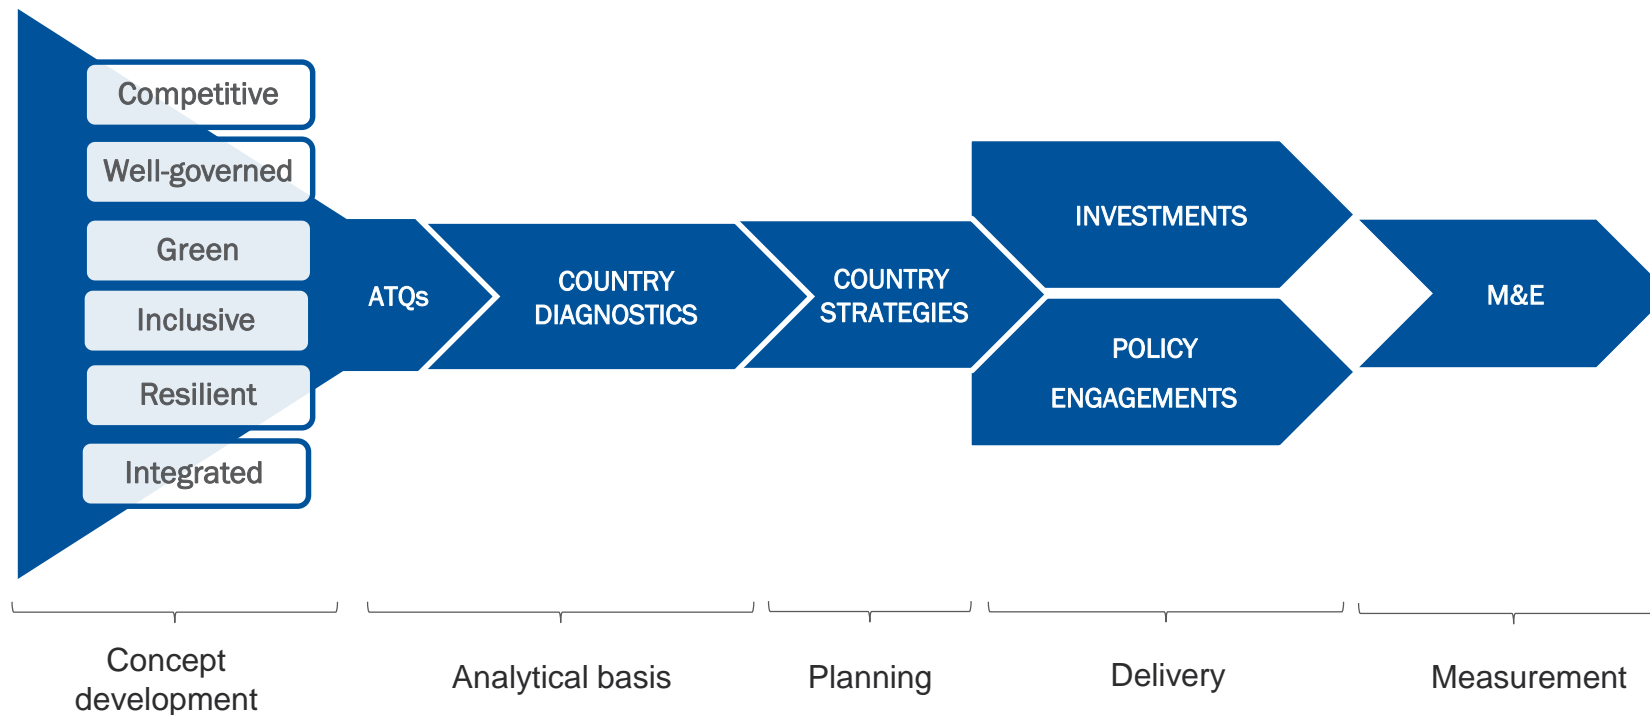 Competitive
Well-governed
Green
Inclusive
Resilient
Integrated
ATQs
COUNTRY
DIAGNOSTICS
COUNTRY
STRATEGIES
INVESTMENTS
POLICY
ENGAGEMENTS
M&E
Concept
development
Analytical basis
Planning
Delivery
Measurement